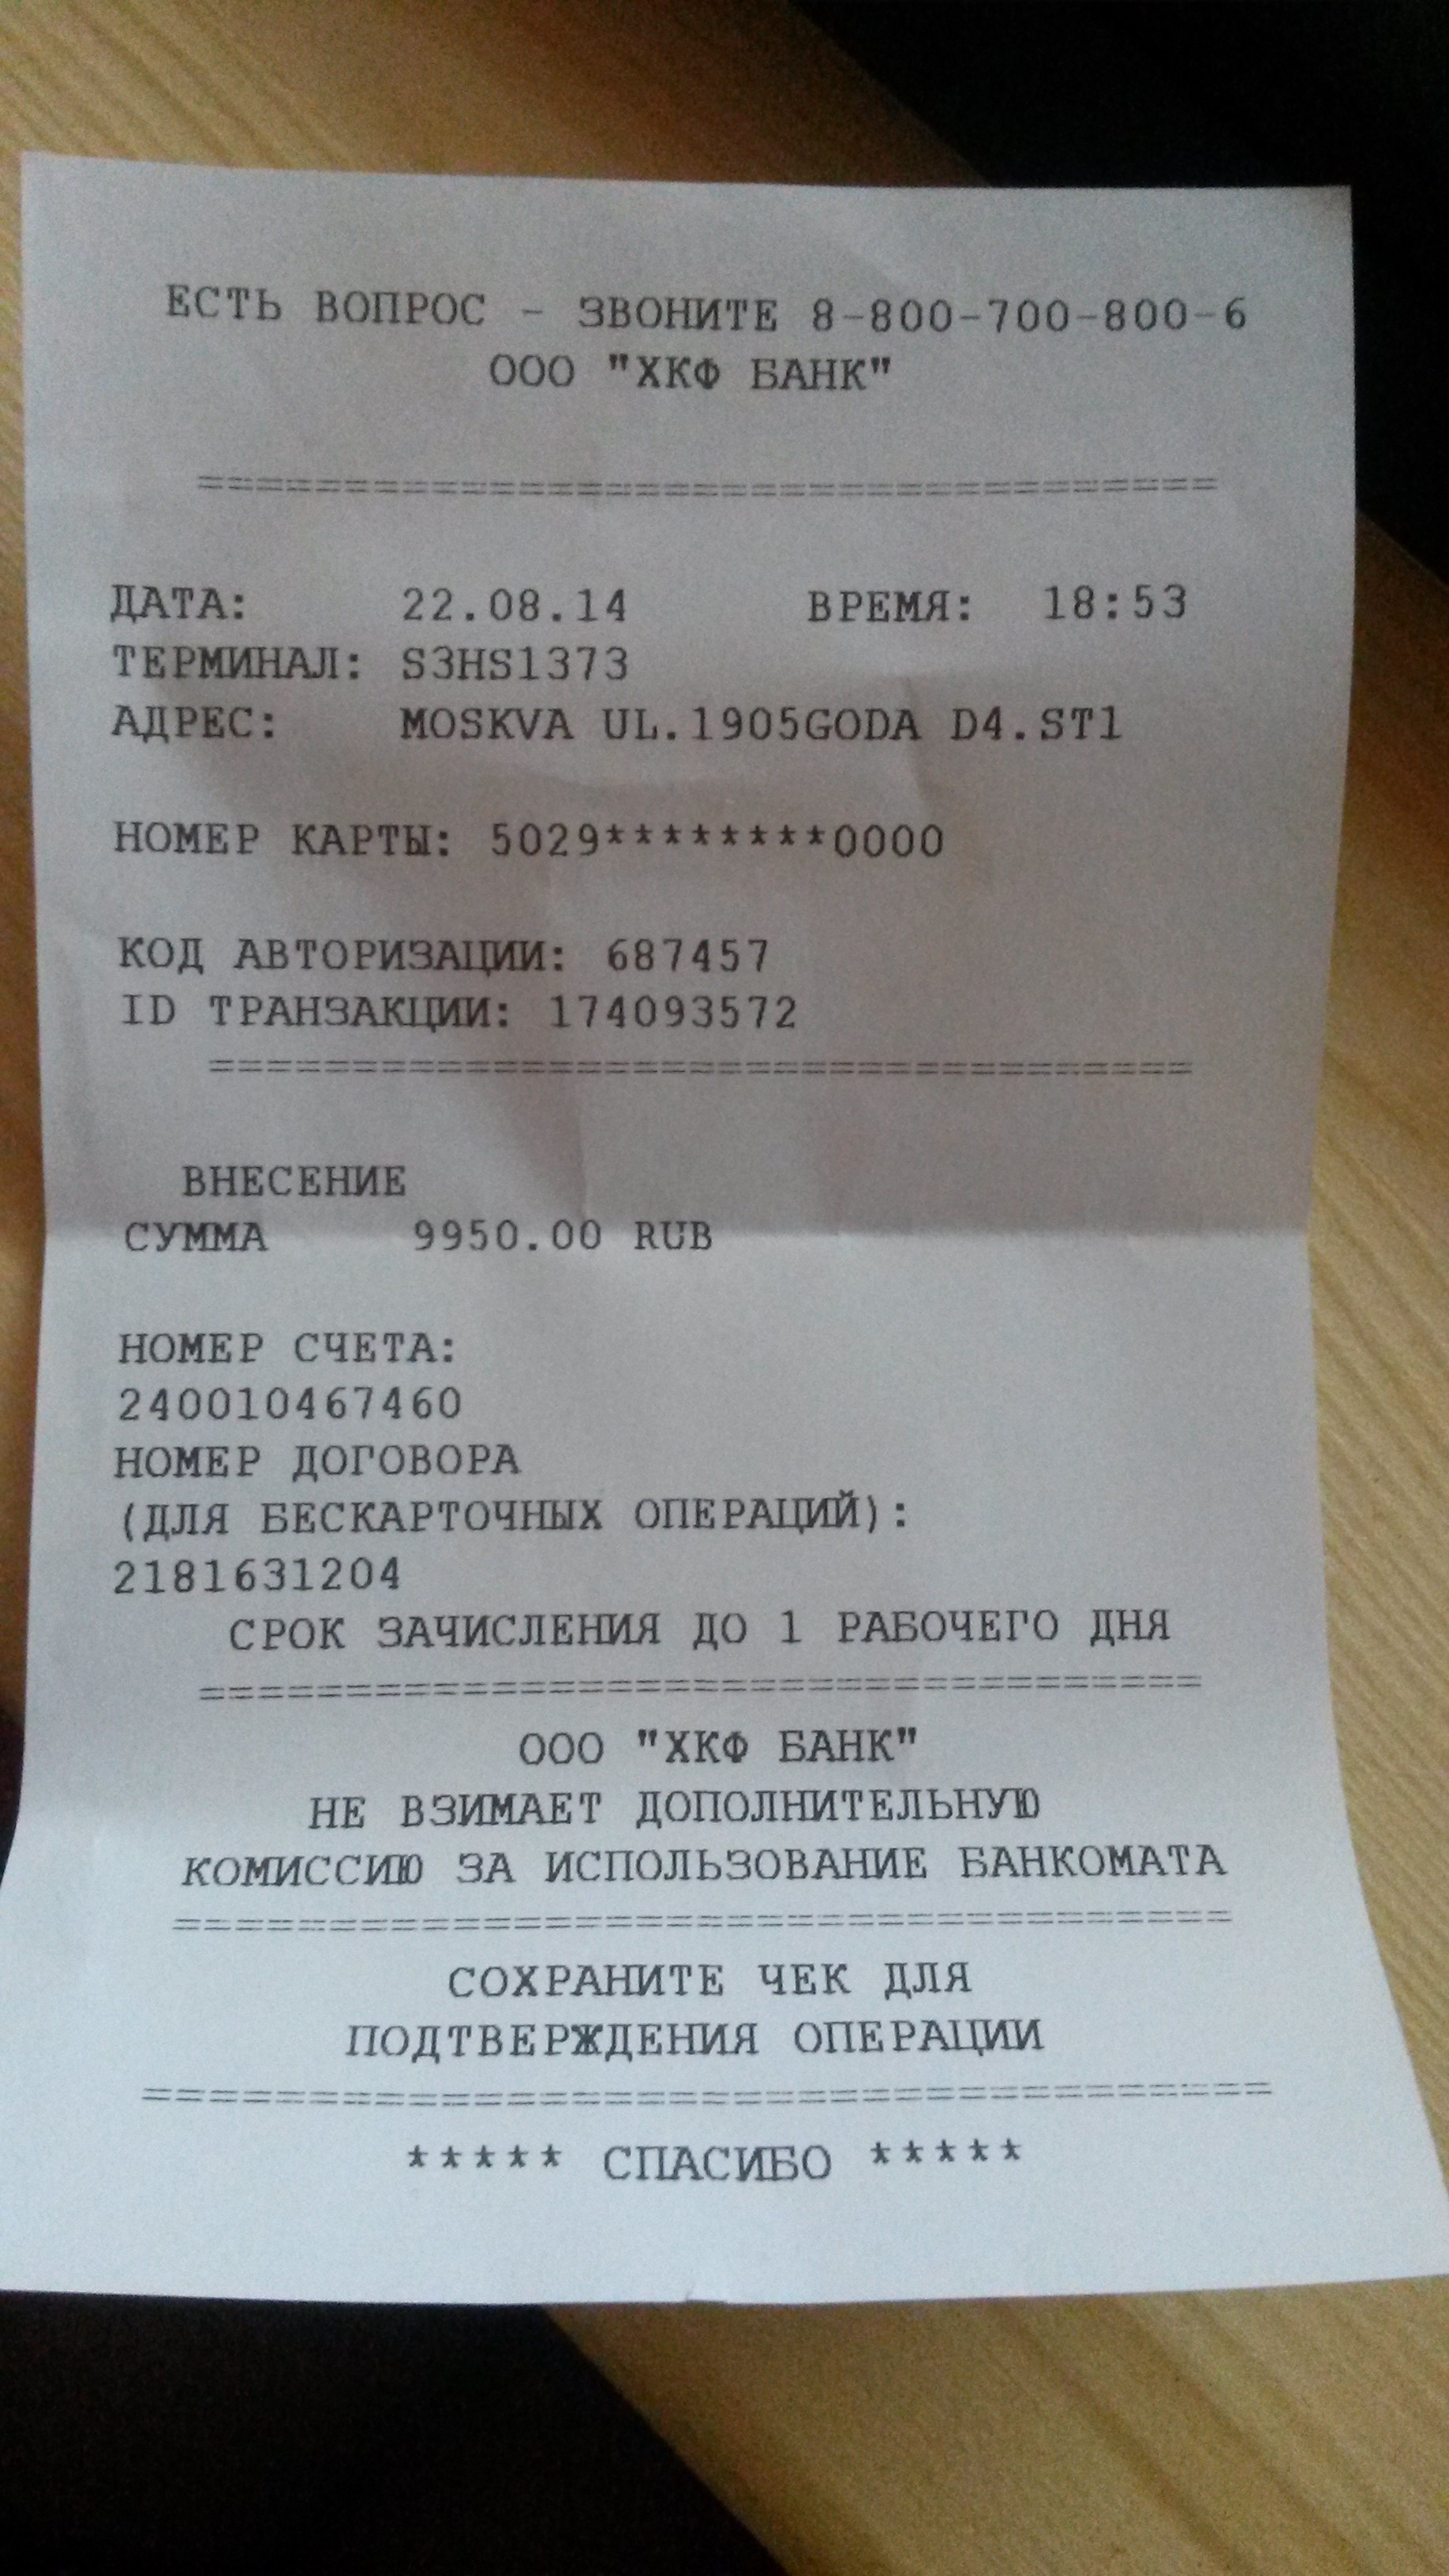 ЕСТЬ ВОПРОС - ЗВОНИТЕ 8-800-700-800-6
ООО "ХКФ БАНК"
===================================
ДАТА: 22.08.14 ВРЕМЯ: 18:53
ТЕРМИНАЛ: S3HS1373
АДРЕС: MOSKVA UL.1905GODA D4.ST1
НОМЕР КАРТЫ: 5029********0000
КОД АВТОРИЗАЦИИ: 687457
ID ТРАНЗАКЦИИ: 174093572
===================================
ВНЕСЕНИЕ
СУММА 9950.00 RUB
НОМЕР СЧЕТА:
240010467460
НОМЕР ДОГОВОРА
(ДЛЯ БЕСКАРТОЧНЫХ ОПЕРАЦИЙ):
2181631204
СРОК ЗАЧИСЛЕНИЯ ДО 1 РАБОЧЕГО ДНЯ
===================================
ООО "ХКФ БАНК"
НЕ ВЗИМАЕТ ДОПОЛНИТЕЛЬНУЮ
КОМИССИЮ ЗА ИСПОЛЬЗОВАНИЕ БАНКОМАТА
===================================
СОХРАНИТЕ ЧЕК ДЛЯ
ПОДТВЕРЖДЕНИЯ ОПЕРАЦИИ
===================================
***** СПАСИБО *****